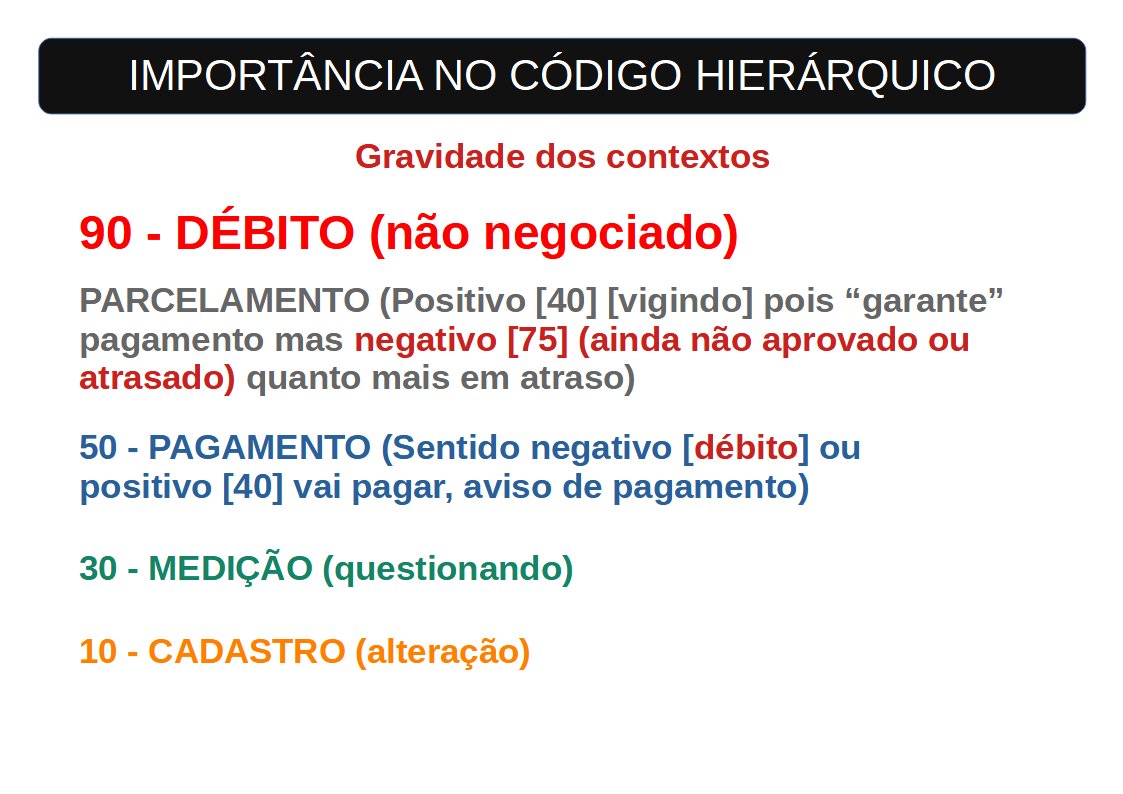 IMPORTÂNCIA NO CÓDIGO HIERÁRQUICO
Gravidade dos contextos
90 - DÉBITO (não negociado)
PARCELAMENTO (Positivo [40] [vigindo] pois “garante”
pagamento mas negativo [75] (ainda não aprovado ou
atrasado) quanto mais em atraso)
50 - PAGAMENTO (Sentido negativo [débito] ou
positivo [40] vai pagar, aviso de pagamento)
30 - MEDIÇÃO (questionando)
10 - CADASTRO (alteração)